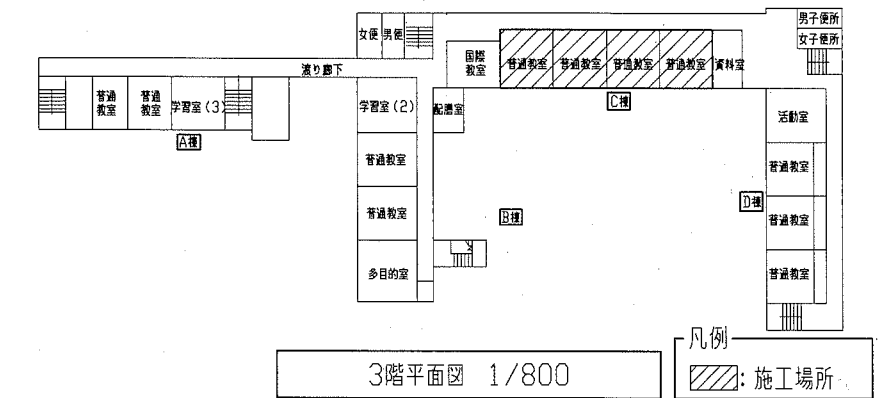 男子便所
女子便所
女便
男便
国際
教室
普通教室
普通教室
普通教室
普通教室
資料室
渡り廊下
C棟
普通
教室
普通
教室
学習室(3)
A棟
学習室(2)
配膳室
活動室
普通教室
普通教室
普通教室
D棟
B棟
普通教室
普通教室
多目的室
3階平面図 1/800
凡例
:施工場所